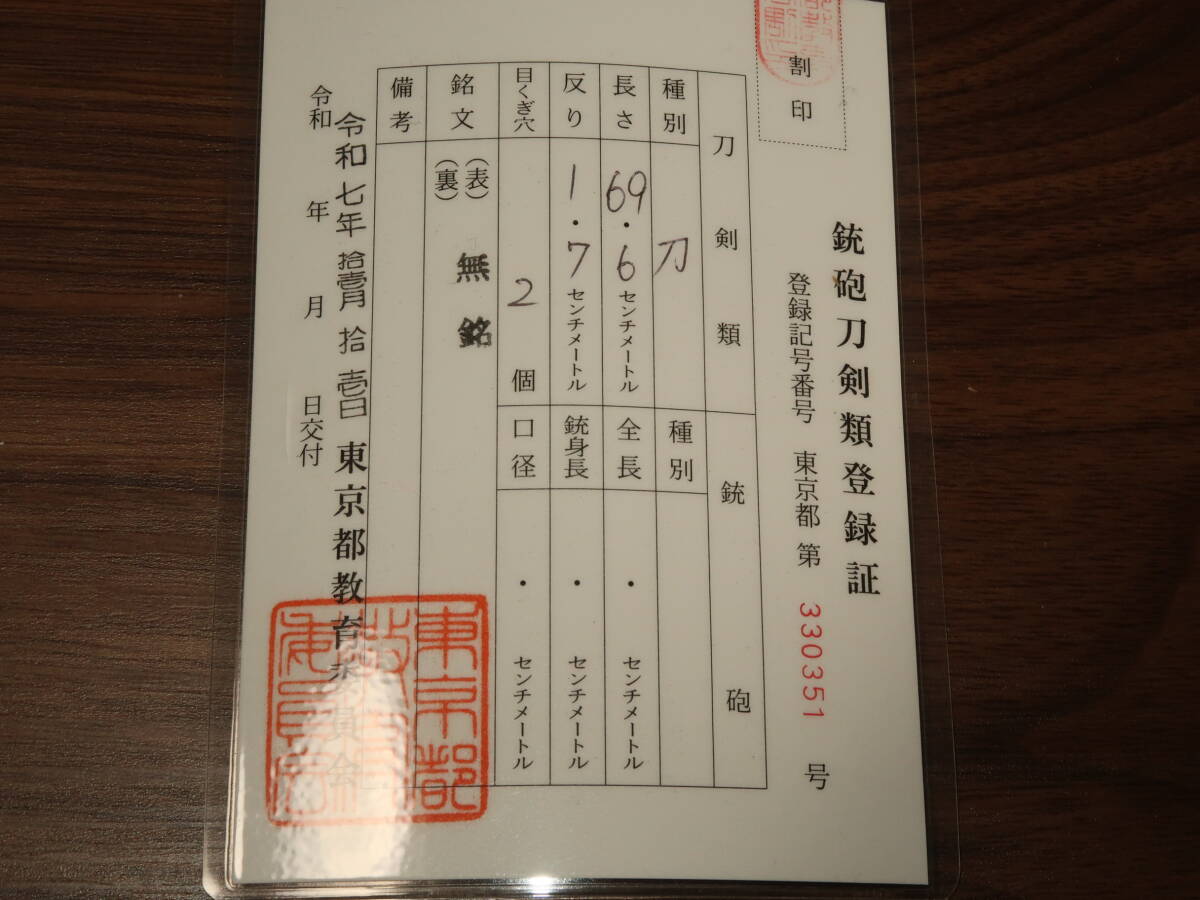 割印
銃砲刀剣類登録証
登録記号番号 東京都 第 330351 号
刀剣類 銃砲
種別 刀 種別
長さ 69.6 センチメートル 全長 ・ センチメートル
反り 1.7 センチメートル 銃身長 ・ センチメートル
目くぎ穴 2 個 口径 ・ センチメートル
銘文 (表) 無銘
(裏)
備考
令和七年拾壱月拾壱日 東京都教育委員会
令和 年 月 日交付
東京都